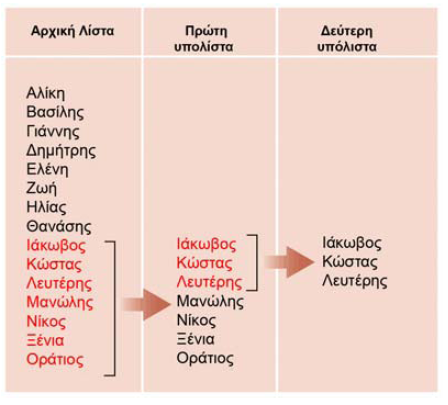 Αρχική Λίστα
Αλίκη
Βασίλης
Γιάννης
Δημήτρης
Ελένη
Ζωή
Ηλίας
Θανάσης
Ιάκωβος
Κώστας
Λευτέρης
Μανώλης
Νίκος
Ξένια
Οράτιος
Πρώτη
υπολίστα
Ιάκωβος
Κώστας
Λευτέρης
Μανώλης
Νίκος
Ξένια
Οράτιος
Δεύτερη
υπόλιστα
Ιάκωβος
Κώστας
Λευτέρης